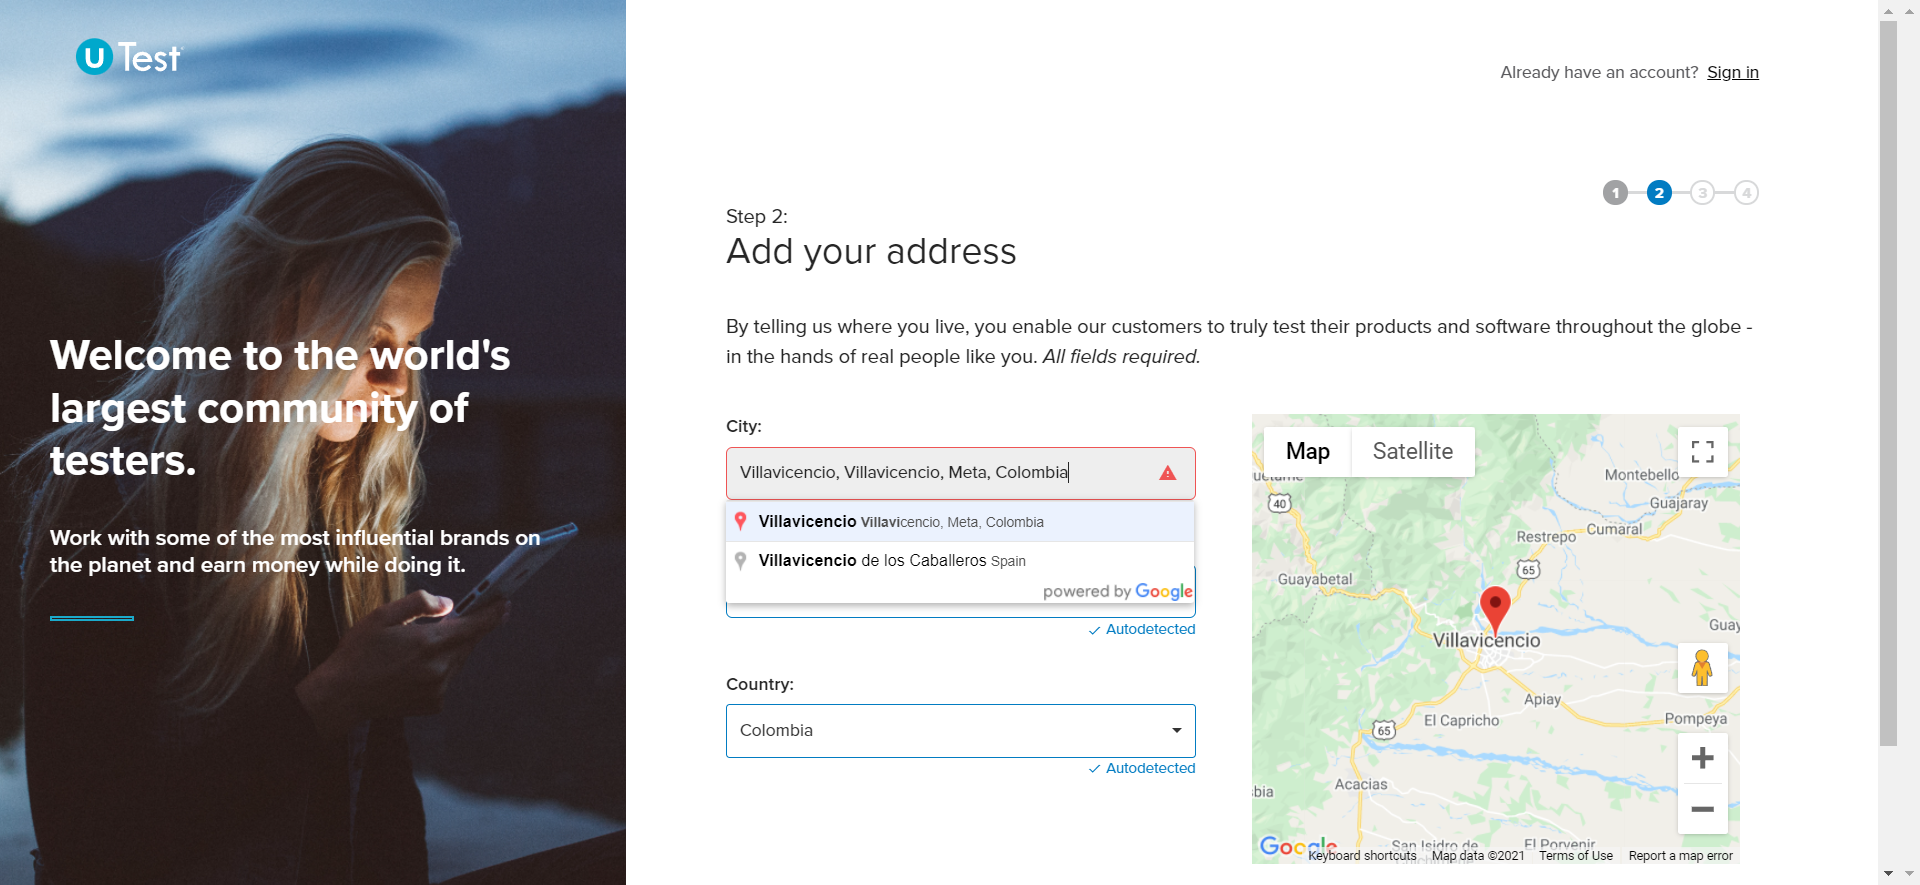 U Test
Already have an account? Sign in
1 2 3 4
Step 2:
Add your address
By telling us where you live, you enable our customers to truly test their products and software throughout the globe -
in the hands of real people like you. All fields required.
Welcome to the world's
largest community of
testers.
Work with some of the most influential brands on
the planet and earn money while doing it.
City:
Villavicencio, Villavicencio, Meta, Colombia
Villavicencio Villavicencio, Meta, Colombia
Villavicencio de los Caballeros Spain
powered by Google
Autodetected
Country:
Colombia
Autodetected
Map Satellite
Montebello
40
Guajaray
Cumaral
Restrepo
65
Guayabetal
Villavicencio
Apiay
El Capricho
Pompeya
65
Acacias
San Isidro de
El Porvenir
Google
Keyboard shortcuts Map data ©2021 Terms of Use Report a map error